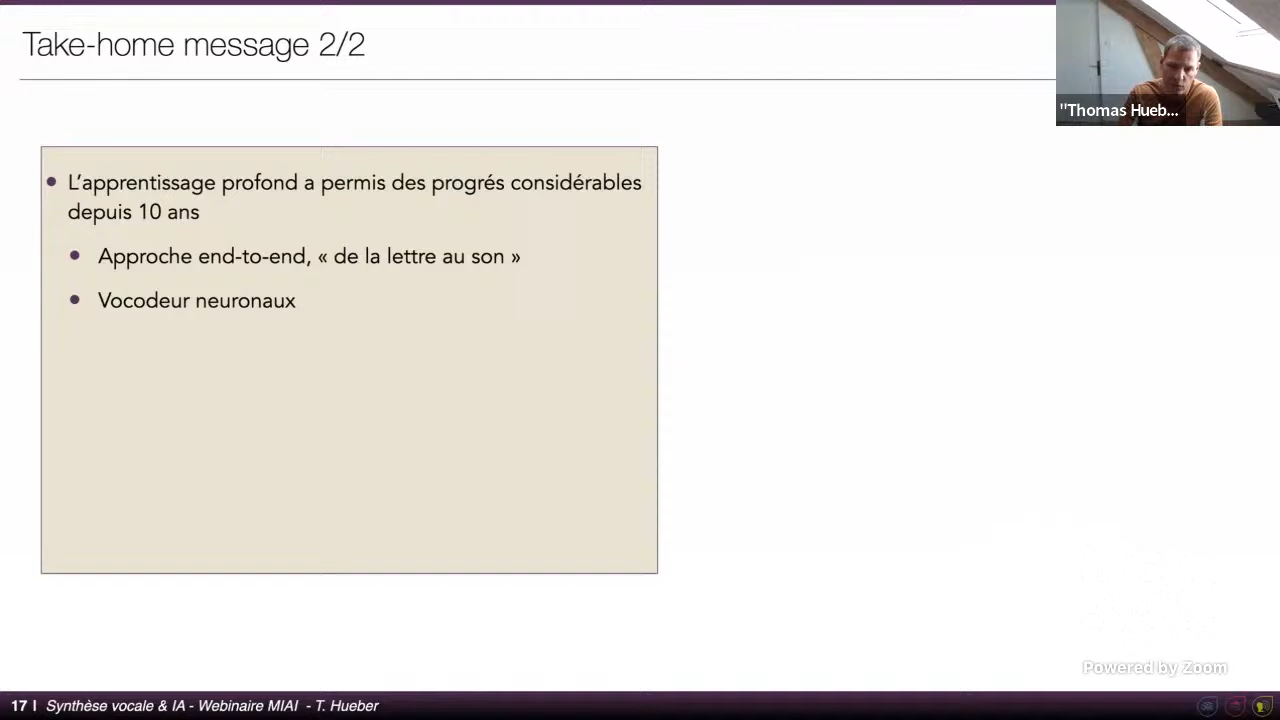 Take-home message 2/2
"Thomas Hueb...
• L’apprentissage profond a permis des progrés considérables
depuis 10 ans
• Approche end-to-end, « de la lettre au son »
• Vocodeur neuronaux
Powered by Zoom
17 I Synthèse vocale & IA - Webinaire MIAI - T. Hueber